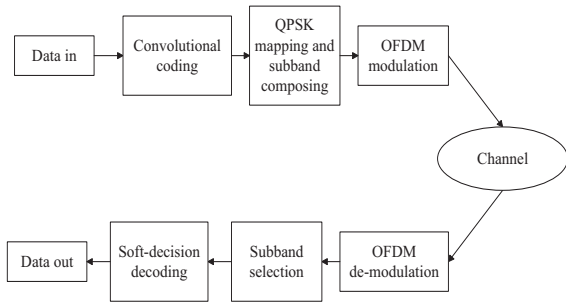 Data in
Convolutional
coding
QPSK
mapping and
subband
composing
OFDM
modulation
Channel
OFDM
de-modulation
Subband
selection
Soft-decision
decoding
Data out